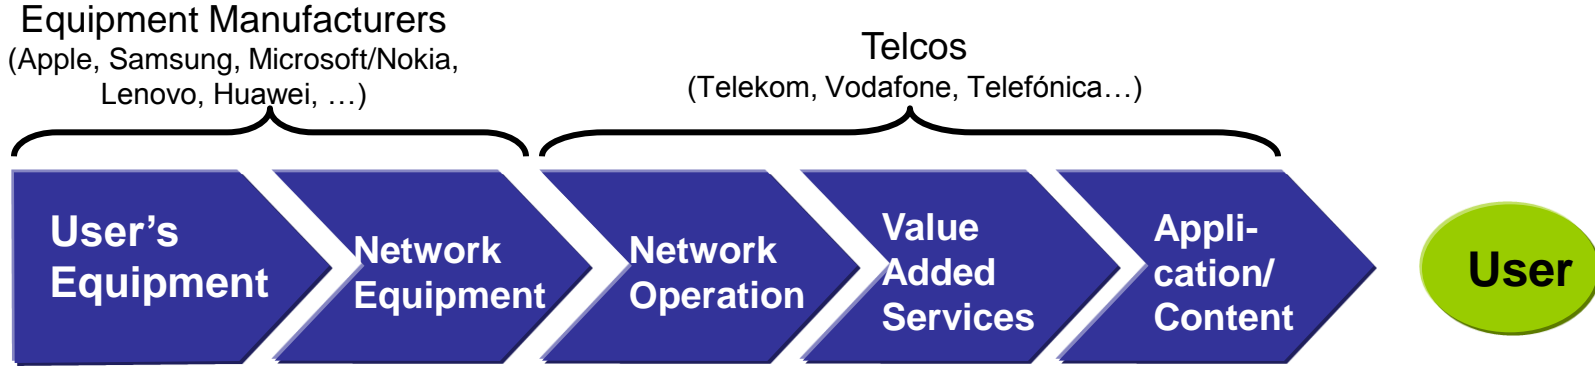 Equipment Manufacturers
(Apple, Samsung, Microsoft/Nokia,
Lenovo, Huawei, …)
Telcos
(Telekom, Vodafone, Telefónica…)
User’s
Equipment
Network
Equipment
Network
Operation
Value
Added
Services
Appli-
cation/
Content
User